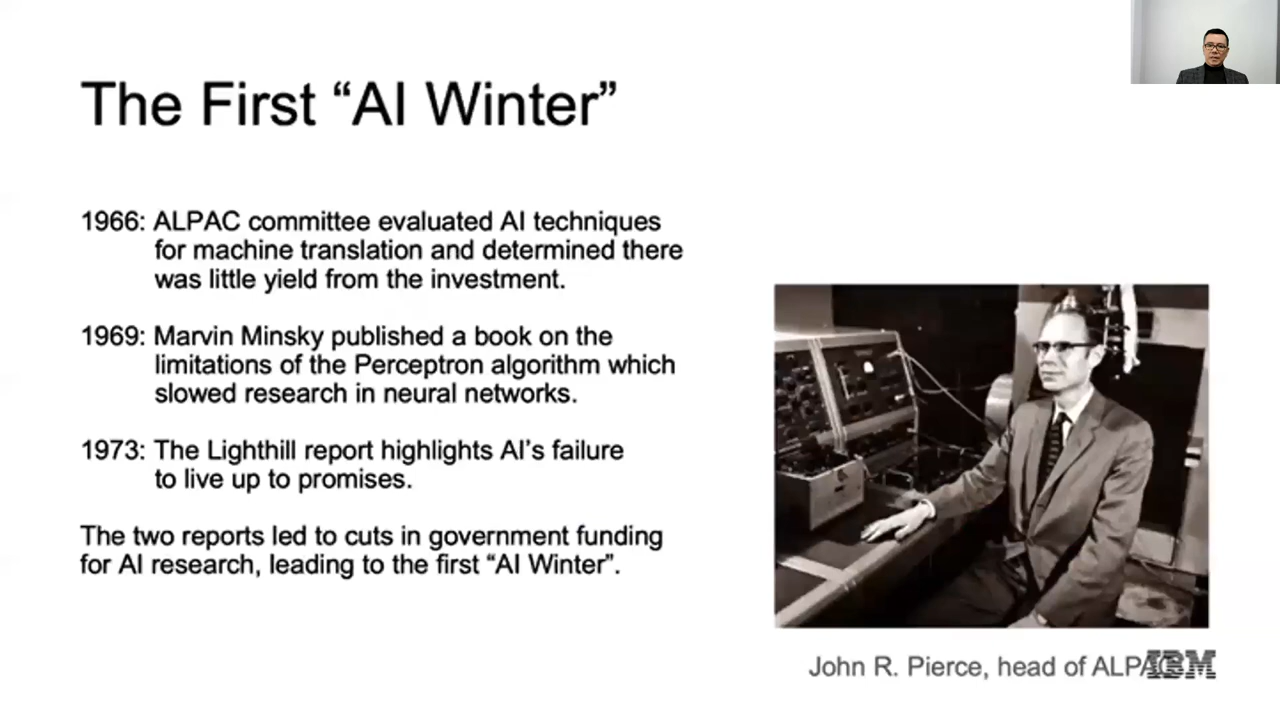 The First “AI Winter”
1966: ALPAC committee evaluated AI techniques
for machine translation and determined there
was little yield from the investment.
1969: Marvin Minsky published a book on the
limitations of the Perceptron algorithm which
slowed research in neural networks.
1973: The Lighthill report highlights AI’s failure
to live up to promises.
The two reports led to cuts in government funding
for AI research, leading to the first “AI Winter”.
John R. Pierce, head of ALPAC
IBM